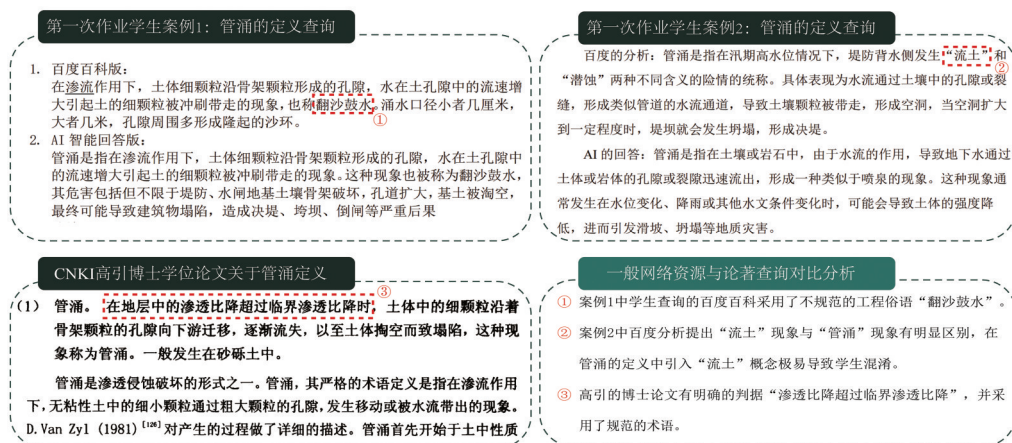 第一次作业学生案例1：管涌的定义查询
1. 百度百科版：
在渗流作用下，土体细颗粒沿骨架颗粒形成的孔隙，水在土孔隙中的流速增
大引起土的细颗粒被冲刷带走的现象，也称翻沙鼓水。涌水口径小者几厘米，
大者几米，孔隙周围多形成隆起的沙环。
①
2. AI 智能回答版：
管涌是指在渗流作用下，土体细颗粒沿骨架颗粒形成的孔隙，水在土孔隙中
的流速增大引起土的细颗粒被冲刷带走的现象。这种现象也被称为翻沙鼓水，
其危害包括但不限于堤防、水闸地基土壤骨架破坏，孔道扩大，基土被淘空，
最终可能导致建筑物塌陷，造成决堤、垮坝、倒闸等严重后果
第一次作业学生案例2：管涌的定义查询
百度的分析：管涌是指在汛期高水位情况下，堤防背水侧发生“流土”和
②
“潜蚀”两种不同含义的险情的统称。具体表现为水流通过土壤中的孔隙或裂
缝，形成类似管道的水流通道，导致土壤颗粒被带走，形成空洞，当空洞扩大
到一定程度时，堤坝就会发生坍塌，形成决堤。
AI 的回答：管涌是指在土壤或岩石中，由于水流的作用，导致地下水通过
土体或岩体的孔隙或裂隙迅速流出，形成一种类似于喷泉的现象。这种现象通
常发生在水位变化、降雨或其他水文条件变化时，可能会导致土体的强度降
低，进而引发滑坡、坍塌等地质灾害。
CNKI高引博士学位论文关于管涌定义
③
(1) 管涌。在地层中的渗透比降超过临界渗透比降时，土体中的细颗粒沿着
骨架颗粒的孔隙向下游迁移，逐渐流失，以至土体掏空而致塌陷，这种现
象称为管涌。一般发生在砂砾土中。
管涌是渗透侵蚀破坏的形式之一。管涌，其严格的术语定义是指在渗流作用
下，无粘性土中的细小颗粒通过粗大颗粒的孔隙，发生移动或被水流带出的现象。
D. Van Zyl (1981) [126] 对产生的过程做了详细的描述。管涌首先开始于土中性质
一般网络资源与论著查询对比分析
① 案例1中学生查询的百度百科采用了不规范的工程俗语“翻沙鼓水”。
② 案例2中百度分析提出“流土”现象与“管涌”现象有明显区别，在
管涌的定义中引入“流土”概念极易导致学生混淆。
③ 高引的博士论文有明确的判据“渗透比降超过临界渗透比降”，并采
用了规范的术语。